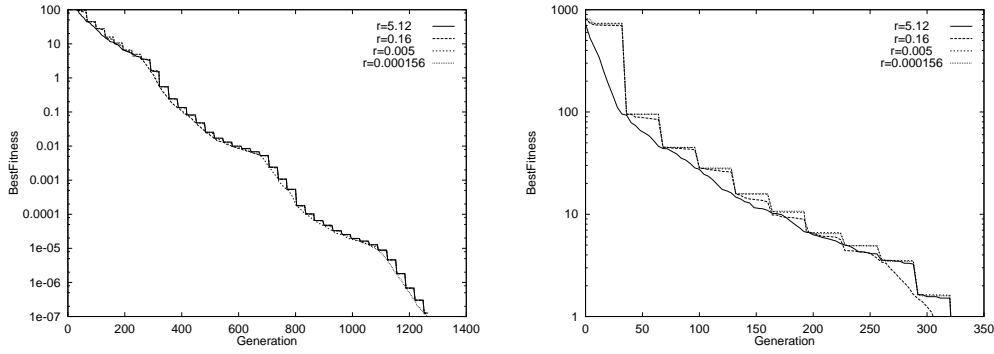 100
10
1
0.1
0.01
0.001
0.0001
1e-05
1e-06
1e-07
0 200 400 600 800 1000 1200 1400
BestFitness
Generation
r=5.12
r=0.16
r=0.005
r=0.000156
1000
100
10
1
0 50 100 150 200 250 300 350
BestFitness
Generation
r=5.12
r=0.16
r=0.005
r=0.000156